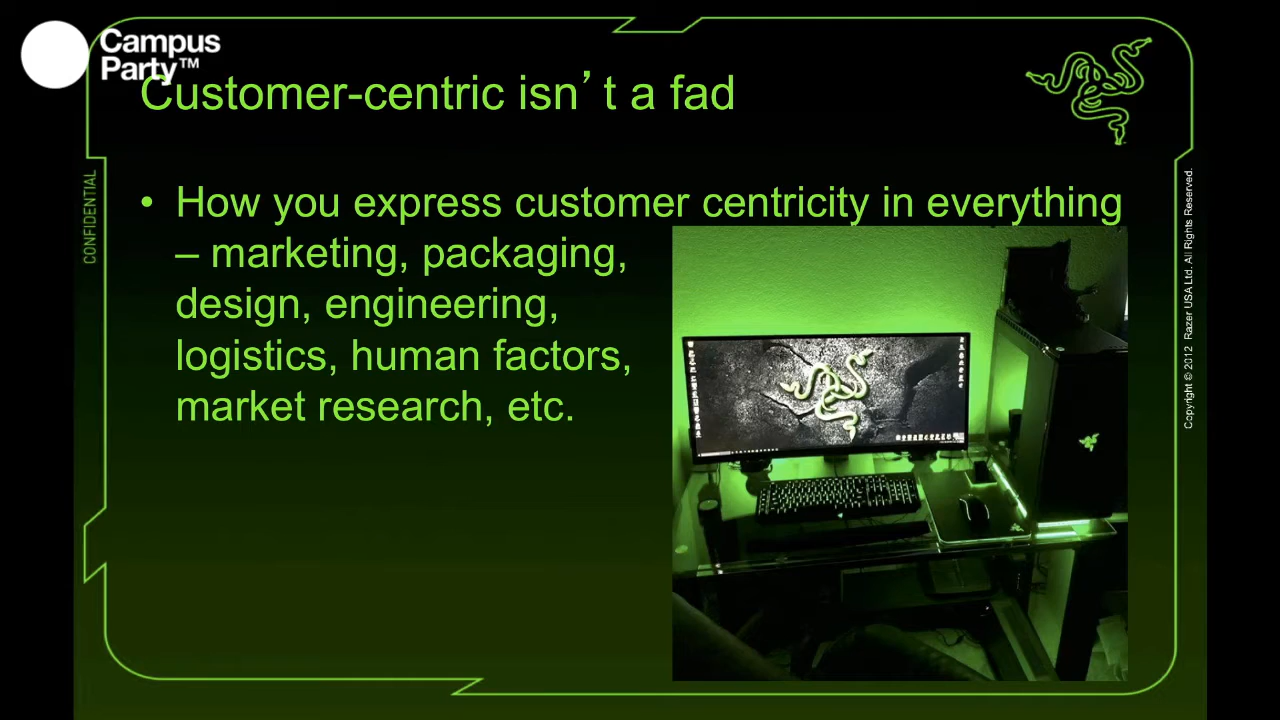 Campus
Party™
Customer-centric isn’t a fad
CONFIDENTIAL
• How you express customer centricity in everything
– marketing, packaging,
design, engineering,
logistics, human factors,
market research, etc.
Copyright © 2012 Razer USA Ltd. All Rights Reserved.